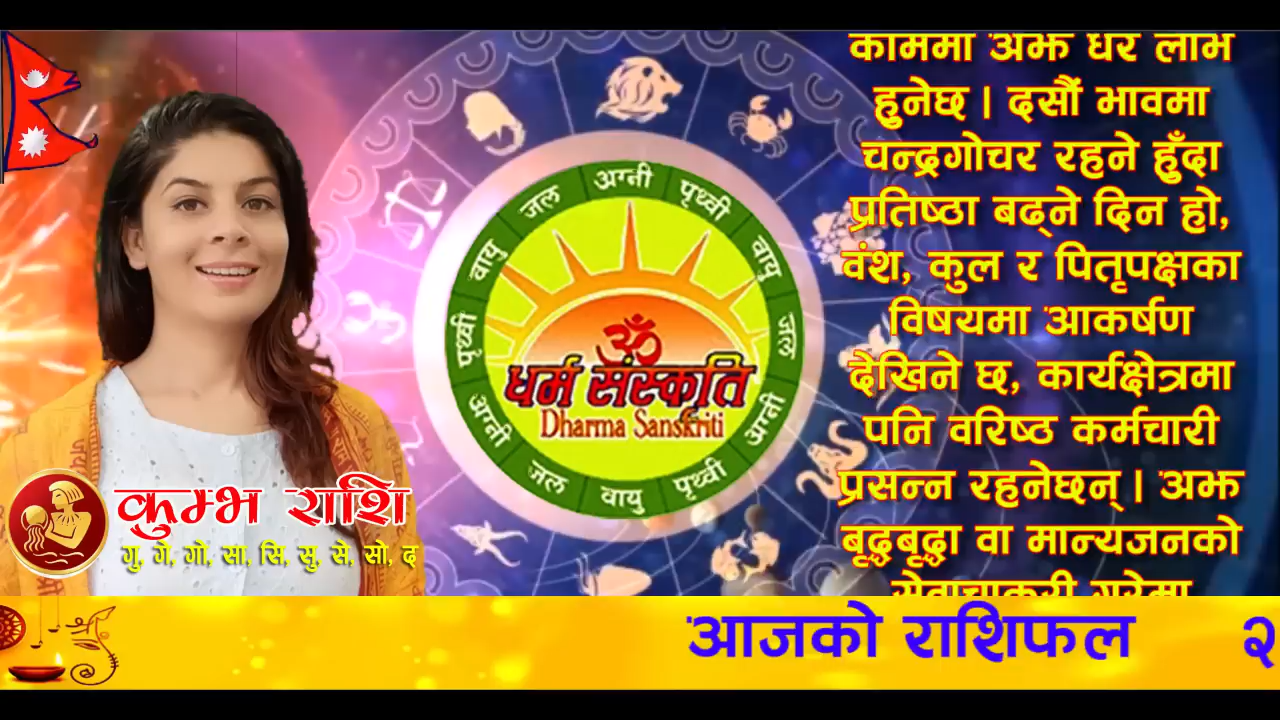 काममा अझ धेर लाभ
हुनेछ । दसौं भावमा
चन्द्रगोचर रहने हुँदा
प्रतिष्ठा बढ्ने दिन हो,
वंश, कुल र पितृपक्षका
विषयमा आकर्षण
देखिने छ, कार्यक्षेत्रमा
पनि वरिष्ठ कर्मचारी
प्रसन्न रहनेछन् । अझ
बृद्धबृद्धा वा मान्यजनको
सेवाचाकरी गरेमा
अग्नी पृथ्वी वायु जल अग्नी पृथ्वी वायु जल अग्नी पृथ्वी वायु जल
ॐ
धर्म संस्कृति
Dharma Sanskriti
कुम्भ राशि
गु, गे, गो, सा, सि, सु, से, सो, द्
श्री
आजको राशिफल २